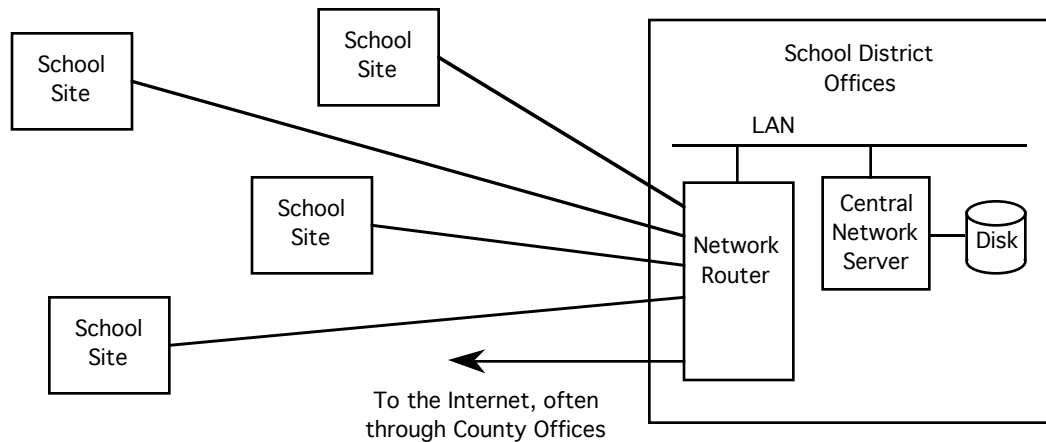 School
Site
School
Site
School District
Offices
LAN
School
Site
Central
Network
Server
Disk
Network
Router
School
Site
To the Internet, often
through County Offices